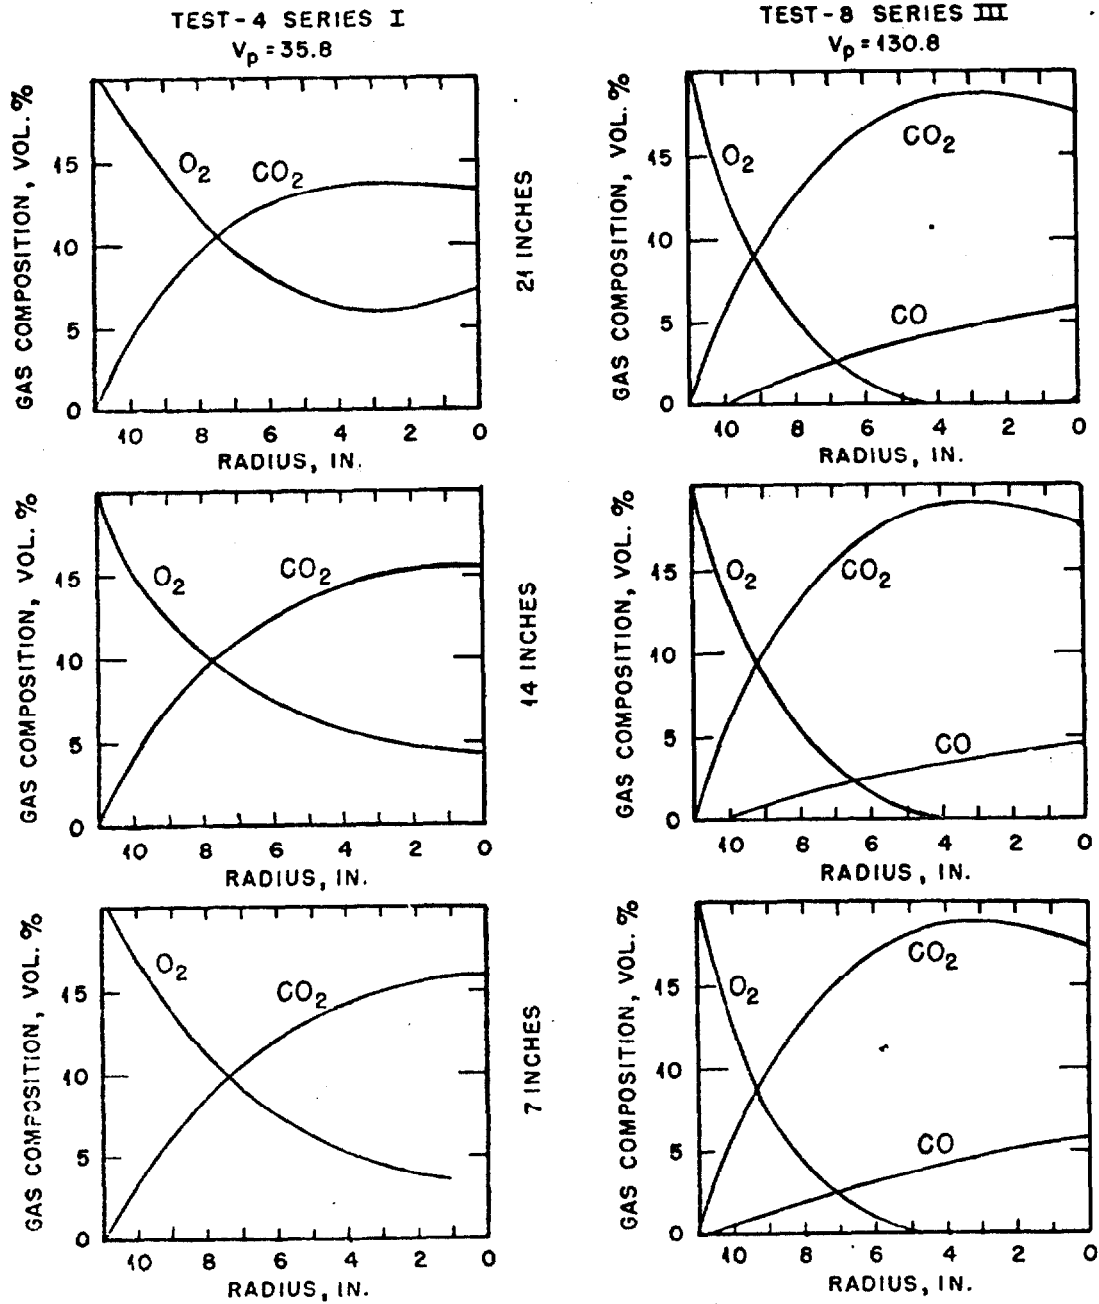 TEST-4 SERIES I
Vp = 35.8
TEST-8 SERIES III
Vp = 130.8
GAS COMPOSITION, VOL. %
15
10
5
0
O2
CO2
10 8 6 4 2 0
RADIUS, IN.
21 INCHES
GAS COMPOSITION, VOL. %
15
10
5
0
O2
CO2
CO
10 8 6 4 2 0
RADIUS, IN.
GAS COMPOSITION, VOL. %
15
10
5
0
O2
CO2
10 8 6 4 2 0
RADIUS, IN.
14 INCHES
GAS COMPOSITION, VOL. %
15
10
5
0
O2
CO2
CO
10 8 6 4 2 0
RADIUS, IN.
GAS COMPOSITION, VOL. %
15
10
5
0
O2
CO2
10 8 6 4 2 0
RADIUS, IN.
7 INCHES
GAS COMPOSITION, VOL. %
15
10
5
0
O2
CO2
CO
10 8 6 4 2 0
RADIUS, IN.